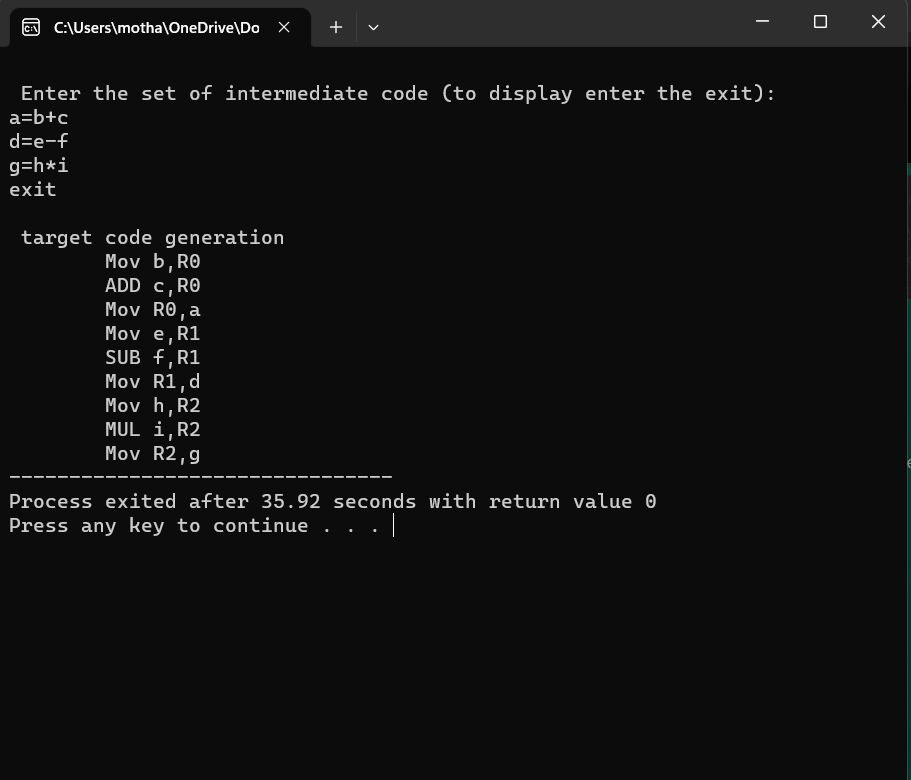 C:\Users\motha\OneDrive\Do
Enter the set of intermediate code (to display enter the exit):
a=b+c
d=e-f
g=h*i
exit
target code generation
Mov b,R0
ADD c,R0
Mov R0,a
Mov e,R1
SUB f,R1
Mov R1,d
Mov h,R2
MUL i,R2
Mov R2,g
--------------------------------
Process exited after 35.92 seconds with return value 0
Press any key to continue . . .